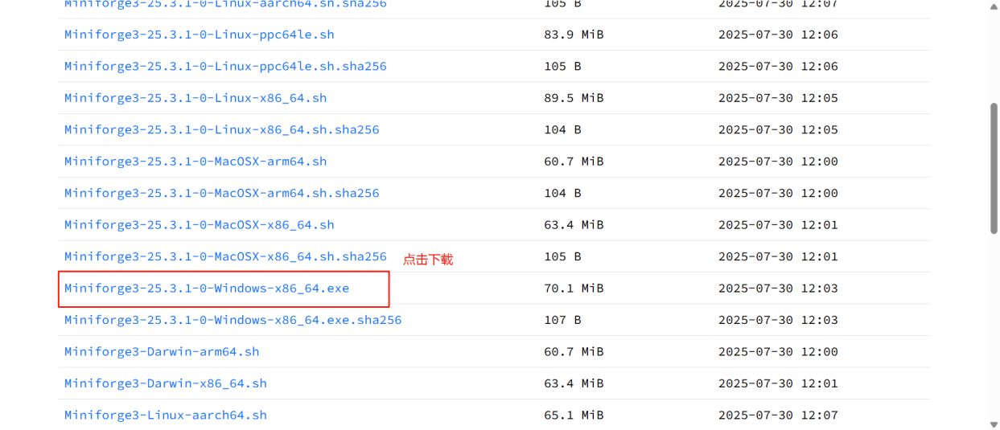 Miniforge3-25.3.1-0-Linux-aarch64.sh.sha256 105 B 2025-07-30 12:07
Miniforge3-25.3.1-0-Linux-ppc64le.sh 83.9 MiB 2025-07-30 12:06
Miniforge3-25.3.1-0-Linux-ppc64le.sh.sha256 105 B 2025-07-30 12:06
Miniforge3-25.3.1-0-Linux-x86_64.sh 89.5 MiB 2025-07-30 12:05
Miniforge3-25.3.1-0-Linux-x86_64.sh.sha256 104 B 2025-07-30 12:05
Miniforge3-25.3.1-0-MacOSX-arm64.sh 60.7 MiB 2025-07-30 12:00
Miniforge3-25.3.1-0-MacOSX-arm64.sh.sha256 104 B 2025-07-30 12:00
Miniforge3-25.3.1-0-MacOSX-x86_64.sh 63.4 MiB 2025-07-30 12:01
Miniforge3-25.3.1-0-MacOSX-x86_64.sh.sha256 点击下载 105 B 2025-07-30 12:01
Miniforge3-25.3.1-0-Windows-x86_64.exe 70.1 MiB 2025-07-30 12:03
Miniforge3-25.3.1-0-Windows-x86_64.exe.sha256 107 B 2025-07-30 12:03
Miniforge3-Darwin-arm64.sh 60.7 MiB 2025-07-30 12:00
Miniforge3-Darwin-x86_64.sh 63.4 MiB 2025-07-30 12:01
Miniforge3-Linux-aarch64.sh 65.1 MiB 2025-07-30 12:07